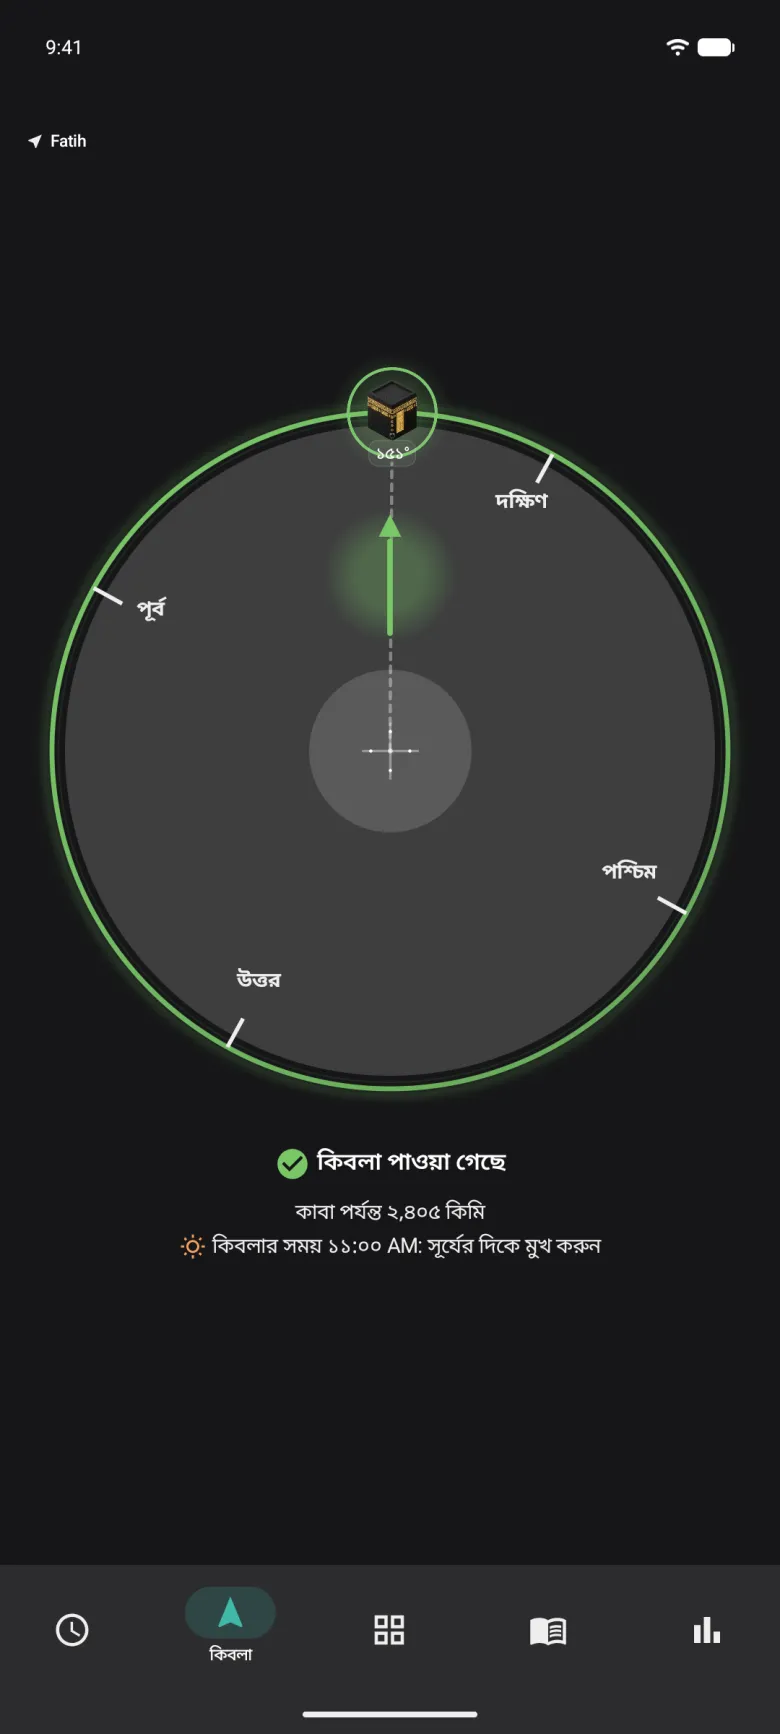 9:41
Fatih
১৫১°
দক্ষিণ
পূর্ব
পশ্চিম
উত্তর
কিবলা পাওয়া গেছে
কাবা পর্যন্ত ২,৪০৫ কিমি
কিবলার সময় ১১:০০ AM: সূর্যের দিকে মুখ করুন
কিবলা